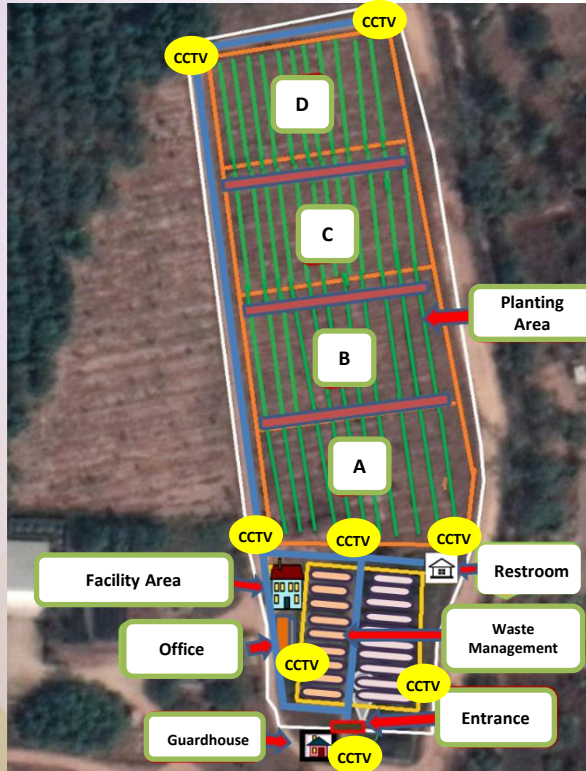 CCTV
CCTV
D
C
Planting
Area
B
A
CCTV
CCTV
CCTV
Facility Area
Restroom
Office
Waste
Management
CCTV
CCTV
Entrance
Guardhouse
CCTV